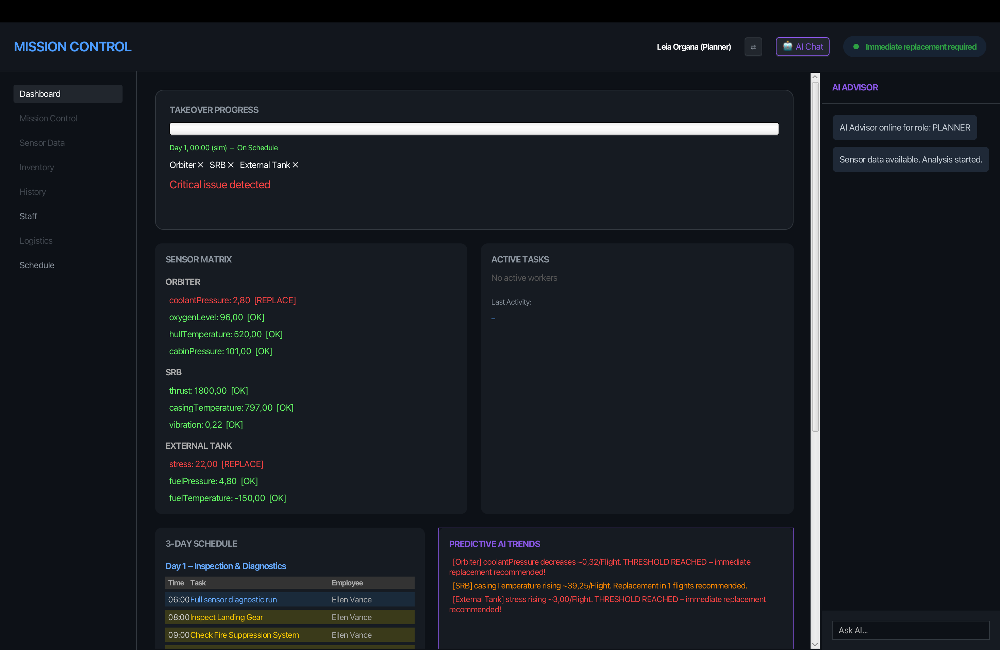 MISSION CONTROL
Leia Organa (Planner)
⇄
AI Chat
Immediate replacement required
Dashboard
Mission Control
Sensor Data
Inventory
History
Staff
Logistics
Schedule
TAKEOVER PROGRESS
Day 1, 00:00 (sim) – On Schedule
Orbiter ✕ SRB ✕ External Tank ✕
Critical issue detected
SENSOR MATRIX
ORBITER
coolantPressure: 2,80 [REPLACE]
oxygenLevel: 96,00 [OK]
hullTemperature: 520,00 [OK]
cabinPressure: 101,00 [OK]
SRB
thrust: 1800,00 [OK]
casingTemperature: 797,00 [OK]
vibration: 0,22 [OK]
EXTERNAL TANK
stress: 22,00 [REPLACE]
fuelPressure: 4,80 [OK]
fuelTemperature: -150,00 [OK]
ACTIVE TASKS
No active workers
Last Activity:
–
3-DAY SCHEDULE
Day 1 – Inspection & Diagnostics
Time Task Employee
06:00 Full sensor diagnostic run Ellen Vance
08:00 Inspect Landing Gear Ellen Vance
09:00 Check Fire Suppression System Ellen Vance
PREDICTIVE AI TRENDS
[Orbiter] coolantPressure decreases ~0,32/Flight. THRESHOLD REACHED – immediate
replacement recommended!
[SRB] casingTemperature rising ~39,25/Flight. Replacement in 1 flights recommended.
[External Tank] stress rising ~3,00/Flight. THRESHOLD REACHED – immediate replacement
recommended!
AI ADVISOR
AI Advisor online for role: PLANNER
Sensor data available. Analysis started.
Ask AI...